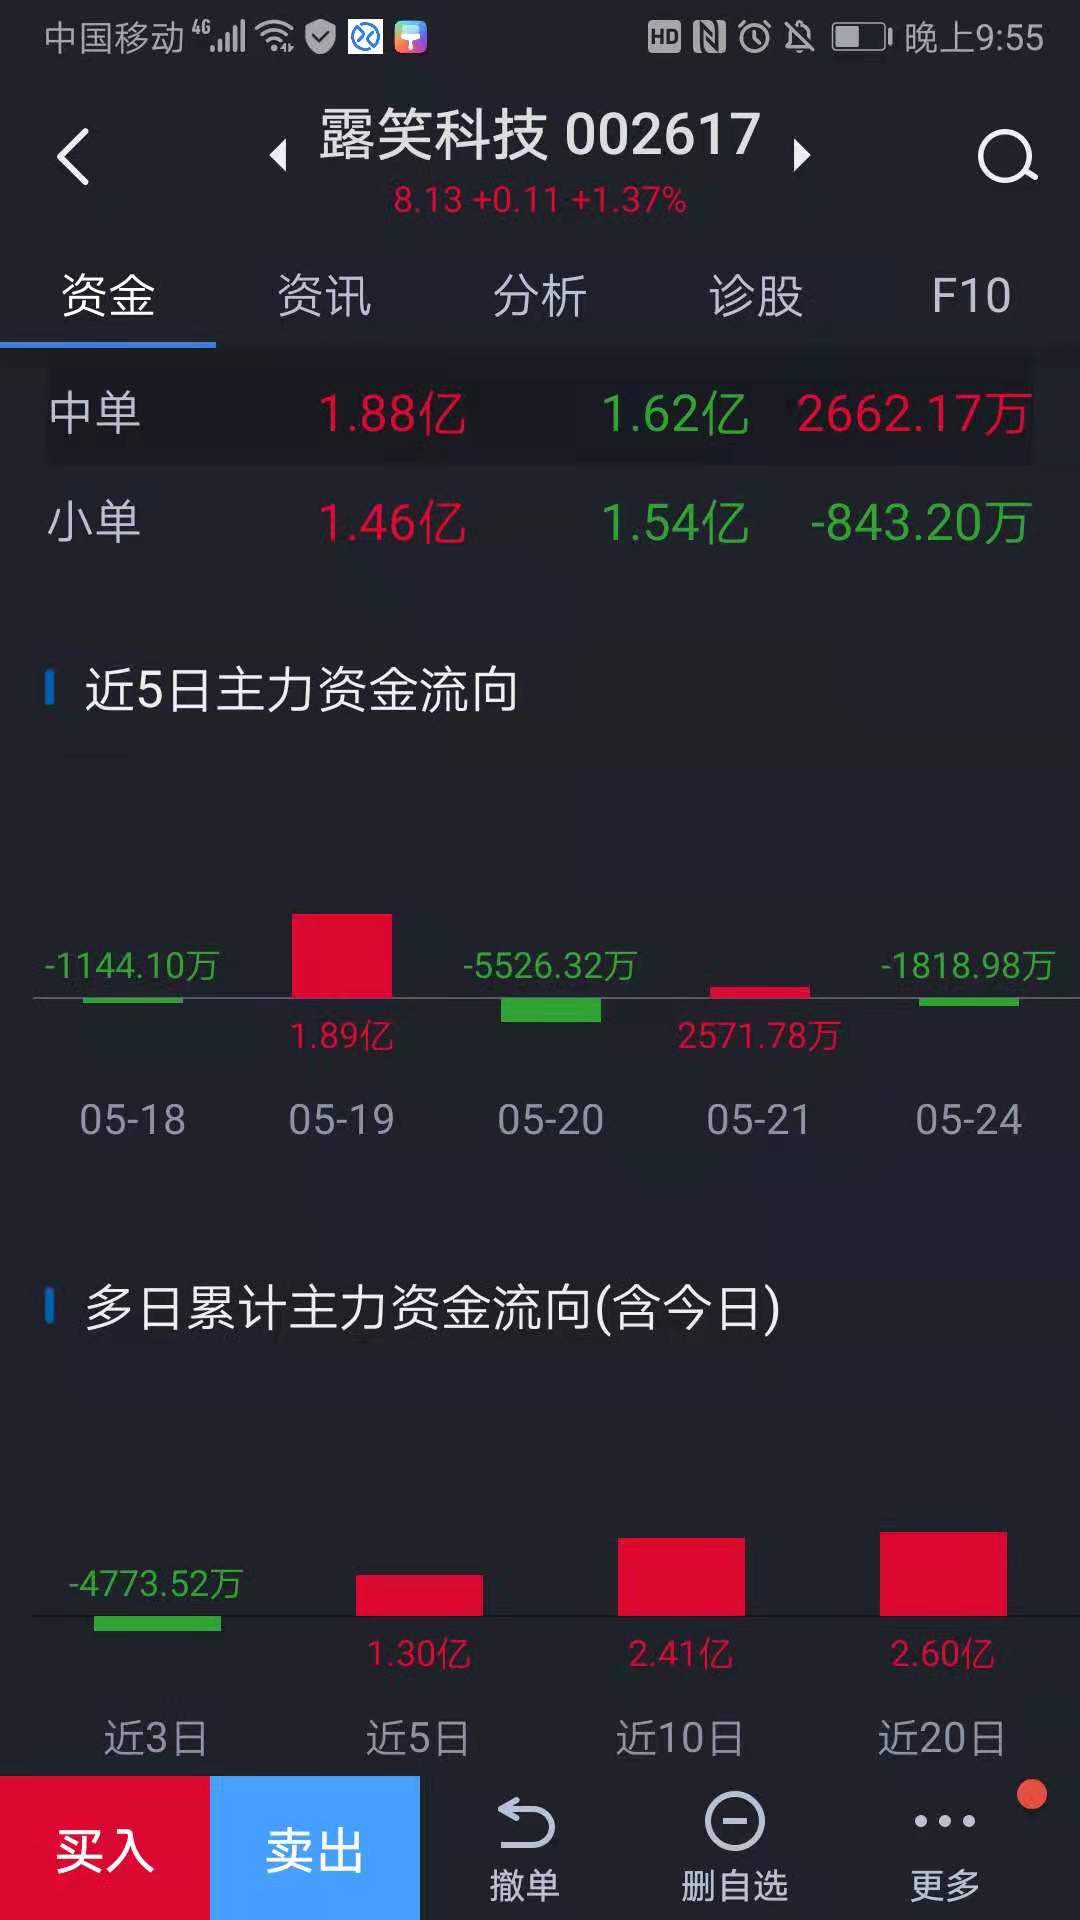 中国移动 4G HD 晚上9:55
露笑科技 002617
8.13 +0.11 +1.37%
资金 资讯 分析 诊股 F10
中单 1.88亿 1.62亿 2662.17万
小单 1.46亿 1.54亿 -843.20万
近5日主力资金流向
-1144.10万 -5526.32万 -1818.98万
1.89亿 2571.78万
05-18 05-19 05-20 05-21 05-24
多日累计主力资金流向(含今日)
-4773.52万
1.30亿 2.41亿 2.60亿
近3日 近5日 近10日 近20日
买入 卖出 撤单 删自选 更多